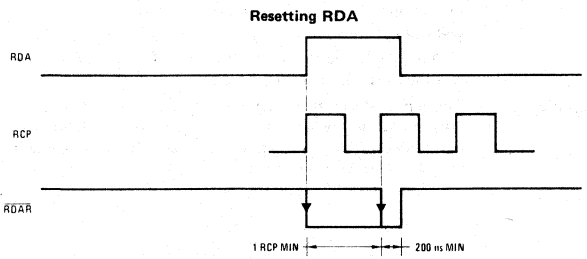 Resetting RDA
RDA
RCP
RDAR
1 RCP MIN
200 ns MIN